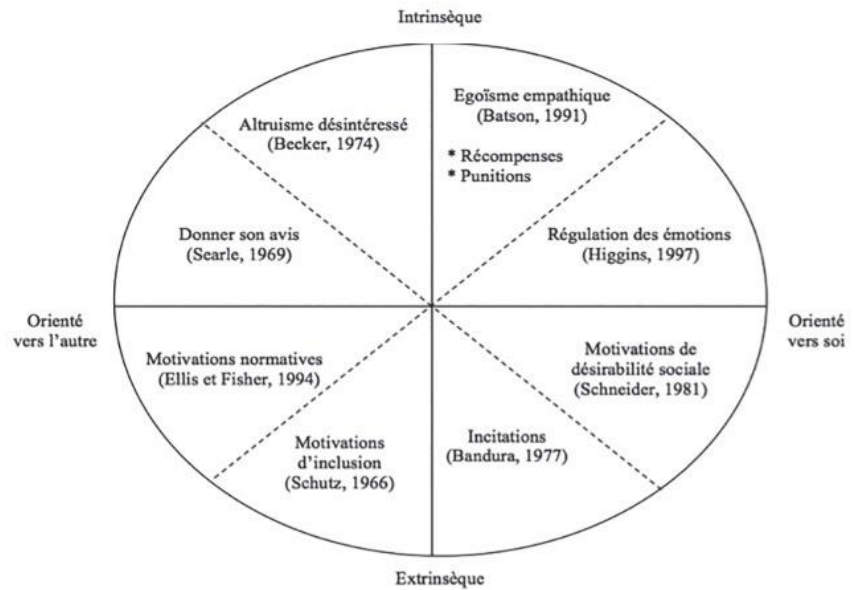 Intrinsèque
Egoïsme empathique
(Batson, 1991)
* Récompenses
* Punitions
Altruisme désintéressé
(Becker, 1974)
Donner son avis
(Searle, 1969)
Régulation des émotions
(Higgins, 1997)
Orienté
vers l'autre
Orienté
vers soi
Motivations normatives
(Ellis et Fisher, 1994)
Motivations de
désirabilité sociale
(Schneider, 1981)
Motivations
d'inclusion
(Schutz, 1966)
Incitations
(Bandura, 1977)
Extrinsèque